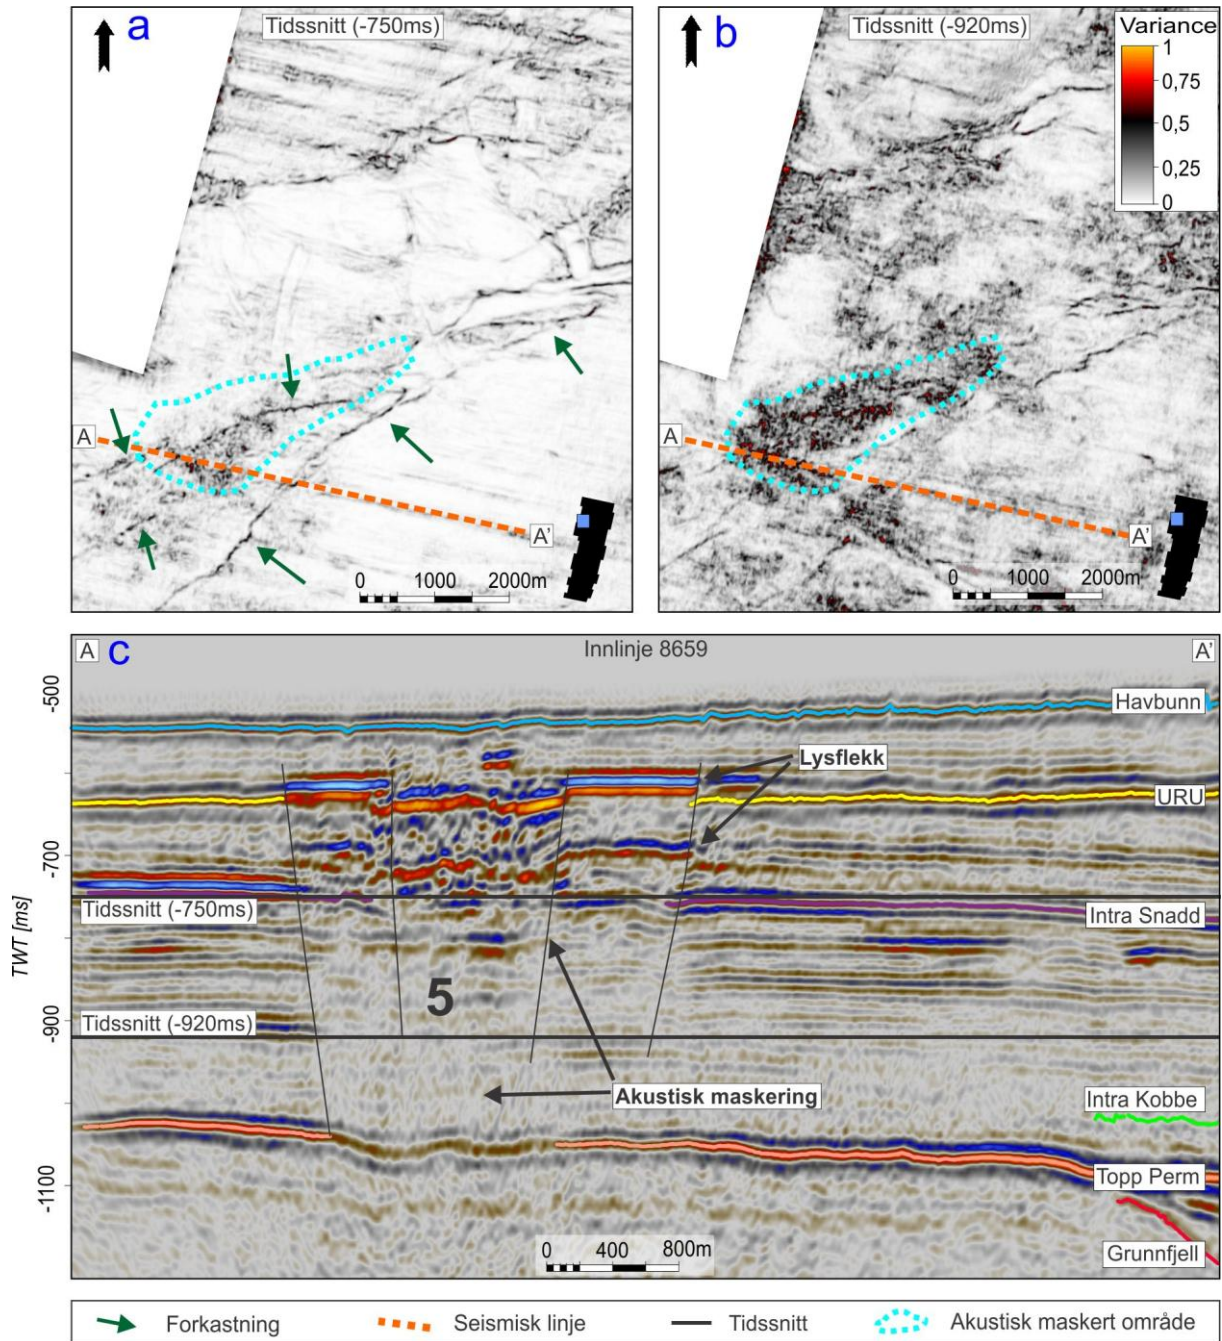 a
Tidssnitt (-750ms)
A
A'
0 1000 2000m
b
Tidssnitt (-920ms)
Variance
1
0,75
0,5
0,25
0
A
A'
0 1000 2000m
A
c
Innlinje 8659
A'
-500
-700
-900
-1100
TWT [ms]
Havbunn
Lysflekk
URU
Tidssnitt (-750ms)
Intra Snadd
5
Tidssnitt (-920ms)
Akustisk maskering
Intra Kobbe
Topp Perm
Grunnfjell
0 400 800m
Forkastning
Seismisk linje
Tidssnitt
Akustisk maskert område